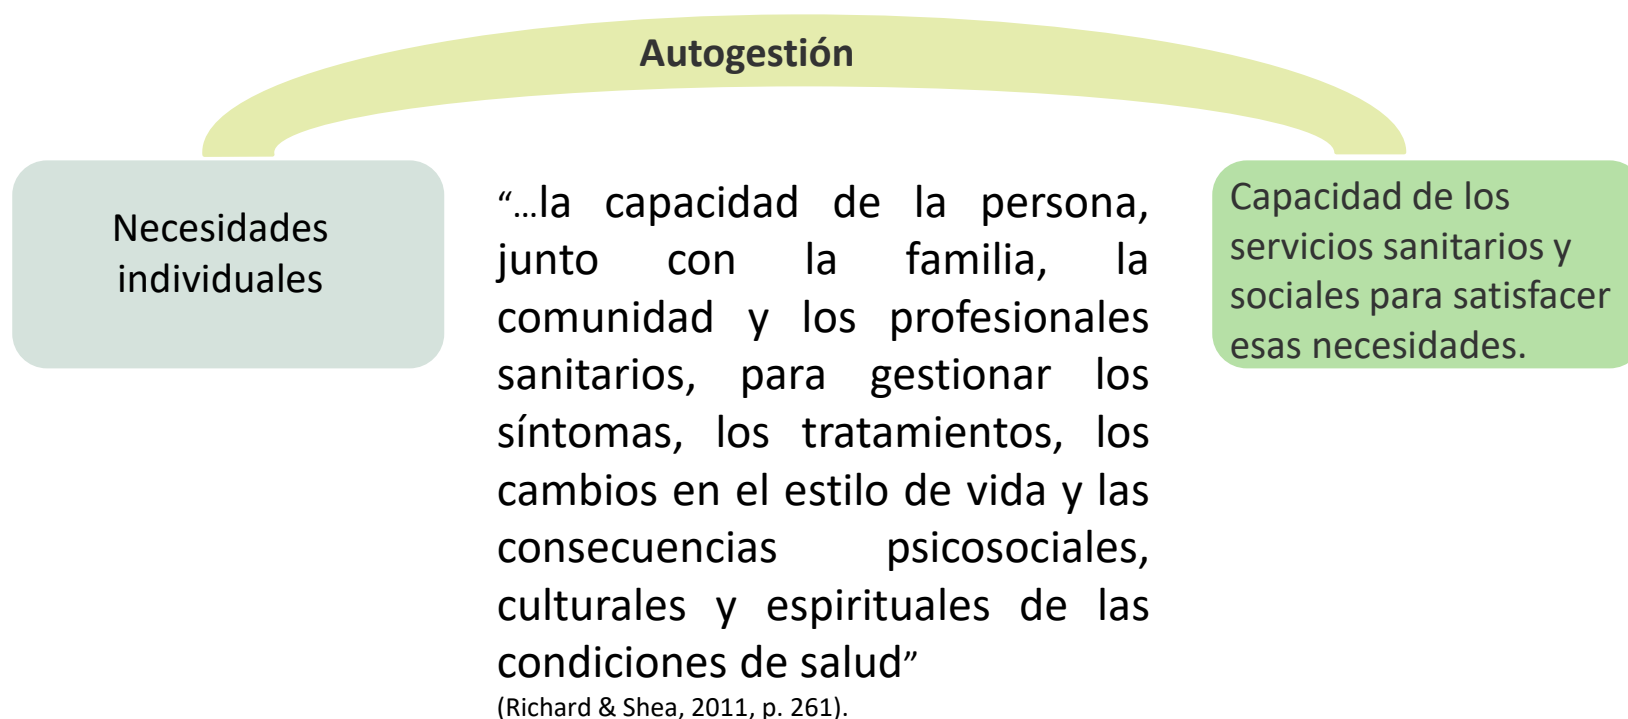 Autogestión
Necesidades
individuales
“…la capacidad de la persona,
junto con la familia, la
comunidad y los profesionales
sanitarios, para gestionar los
síntomas, los tratamientos, los
cambios en el estilo de vida y las
consecuencias psicosociales,
culturales y espirituales de las
condiciones de salud”
(Richard & Shea, 2011, p. 261).
Capacidad de los
servicios sanitarios y
sociales para satisfacer
esas necesidades.